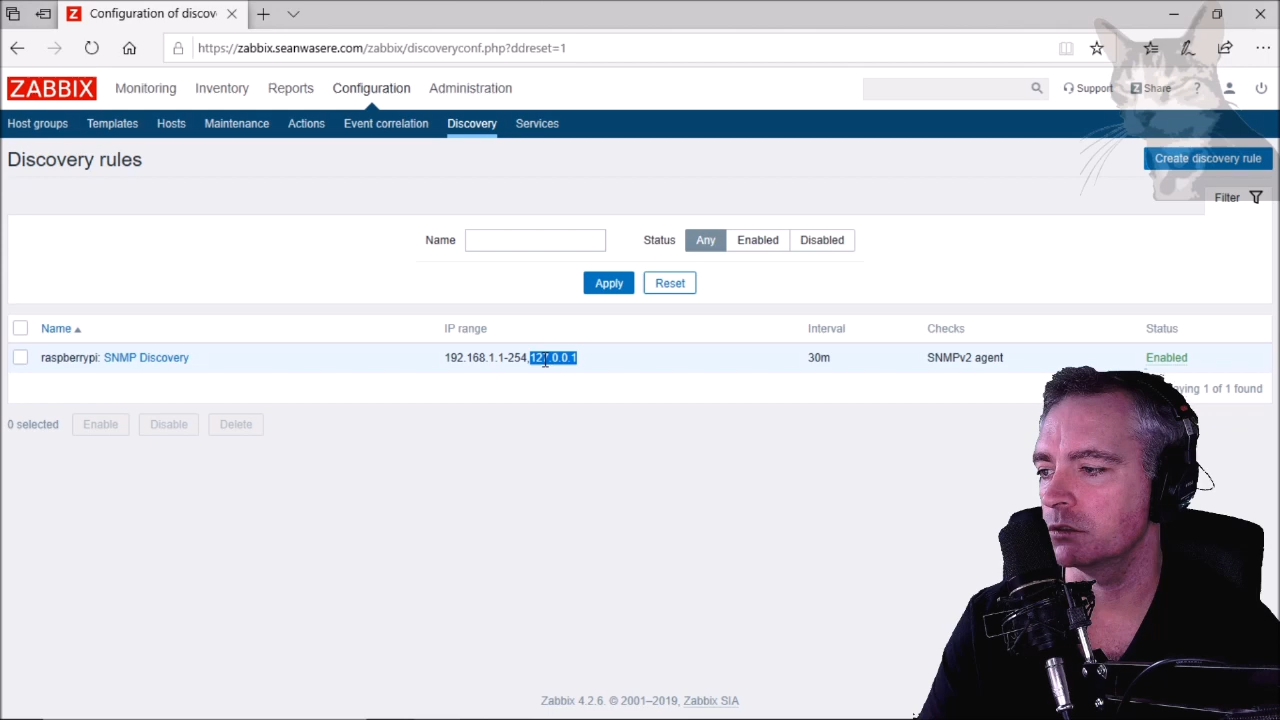 Configuration of discov
https://zabbix.seanwasere.com/zabbix/discoveryconf.php?ddreset=1
ZABBIX Monitoring Inventory Reports Configuration Administration Support Z Share ?
Host groups Templates Hosts Maintenance Actions Event correlation Discovery Services
Discovery rules Create discovery rule
Filter
Name Status Any Enabled Disabled
Apply Reset
Name IP range Interval Checks Status
raspberrypi: SNMP Discovery 192.168.1.1-254,127.0.0.1 30m SNMPv2 agent Enabled
1 of 1 found
0 selected Enable Disable Delete
Zabbix 4.2.6. © 2001–2019, Zabbix SIA